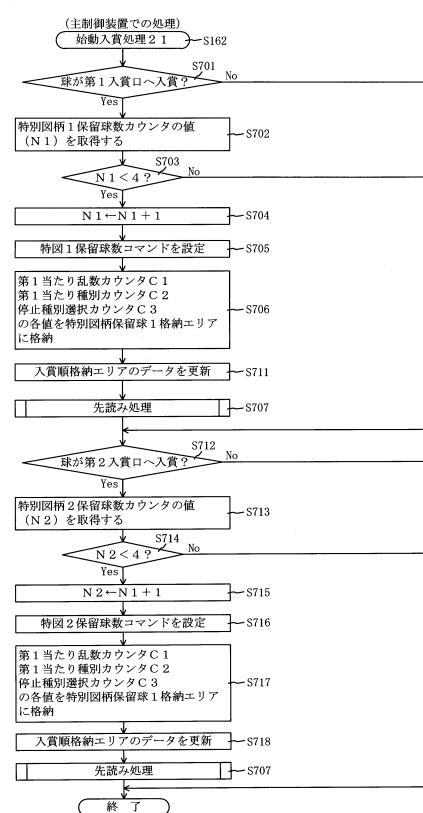 (主制御装置での処理)
始動入賞処理21
S162
S701
球が第1入賞口へ入賞?
No
Yes
特別図柄1保留球数カウンタの値
(N1)を取得する
S702
S703
N1<4?
No
Yes
N1←N1+1
S704
特図1保留球数コマンドを設定
S705
第1当たり乱数カウンタC1
第1当たり種別カウンタC2
停止種別選択カウンタC3
の各値を特別図柄保留球1格納エリア
に格納
S706
入賞順格納エリアのデータを更新
S711
先読み処理
S707
S712
球が第2入賞口へ入賞?
No
Yes
特別図柄2保留球数カウンタの値
(N2)を取得する
S713
S714
N2<4?
No
Yes
N2←N1+1
S715
特図2保留球数コマンドを設定
S716
第1当たり乱数カウンタC1
第1当たり種別カウンタC2
停止種別選択カウンタC3
の各値を特別図柄保留球1格納エリア
に格納
S717
入賞順格納エリアのデータを更新
S718
先読み処理
S707
終 了